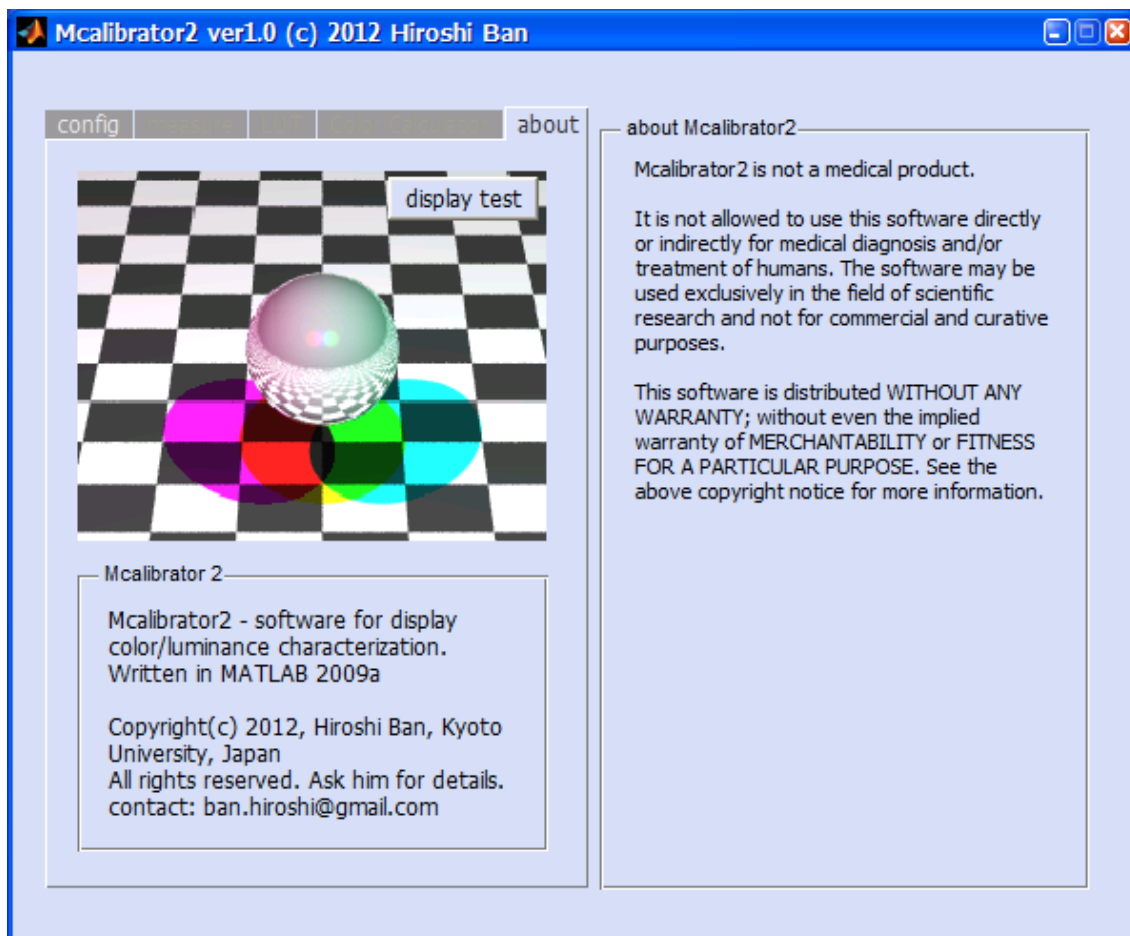 Mcalibrator2 ver1.0 (c) 2012 Hiroshi Ban
config
measure
LUT
Color Calculator
about
display test
Mcalibrator 2
Mcalibrator2 - software for display
color/luminance characterization.
Written in MATLAB 2009a
Copyright(c) 2012, Hiroshi Ban, Kyoto
University, Japan
All rights reserved. Ask him for details.
contact: ban.hiroshi@gmail.com
about Mcalibrator2
Mcalibrator2 is not a medical product.
It is not allowed to use this software directly
or indirectly for medical diagnosis and/or
treatment of humans. The software may be
used exclusively in the field of scientific
research and not for commercial and curative
purposes.
This software is distributed WITHOUT ANY
WARRANTY; without even the implied
warranty of MERCHANTABILITY or FITNESS
FOR A PARTICULAR PURPOSE. See the
above copyright notice for more information.